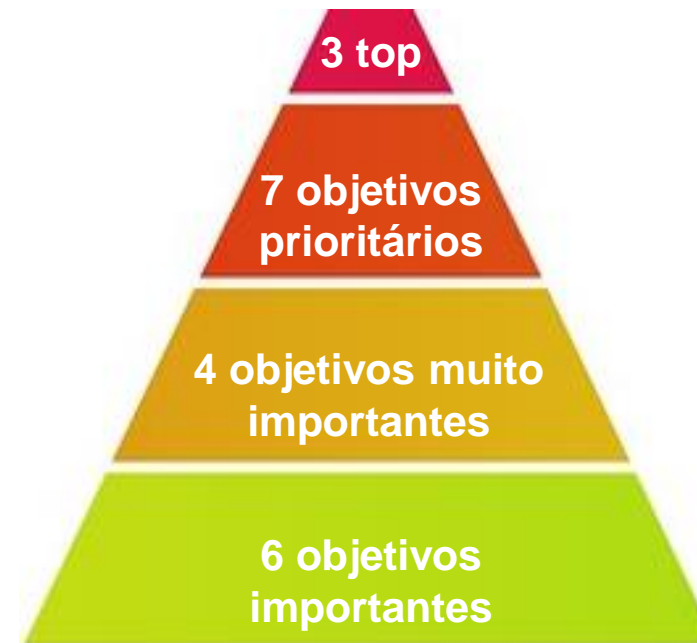 3 top
7 objetivos
prioritários
4 objetivos muito
importantes
6 objetivos
importantes